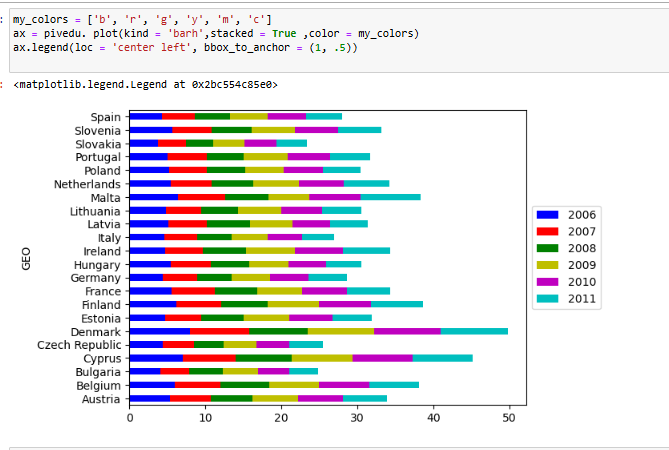 : my_colors = ['b', 'r', 'g', 'y', 'm', 'c']
ax = pivedu. plot(kind = 'barh',stacked = True ,color = my_colors)
ax.legend(loc = 'center left', bbox_to_anchor = (1, .5))
: <matplotlib.legend.Legend at 0x2bc554c85e0>
GEO
Spain
Slovenia
Slovakia
Portugal
Poland
Netherlands
Malta
Lithuania
Latvia
Italy
Ireland
Hungary
Germany
France
Finland
Estonia
Denmark
Czech Republic
Cyprus
Bulgaria
Belgium
Austria
0 10 20 30 40 50
2006
2007
2008
2009
2010
2011